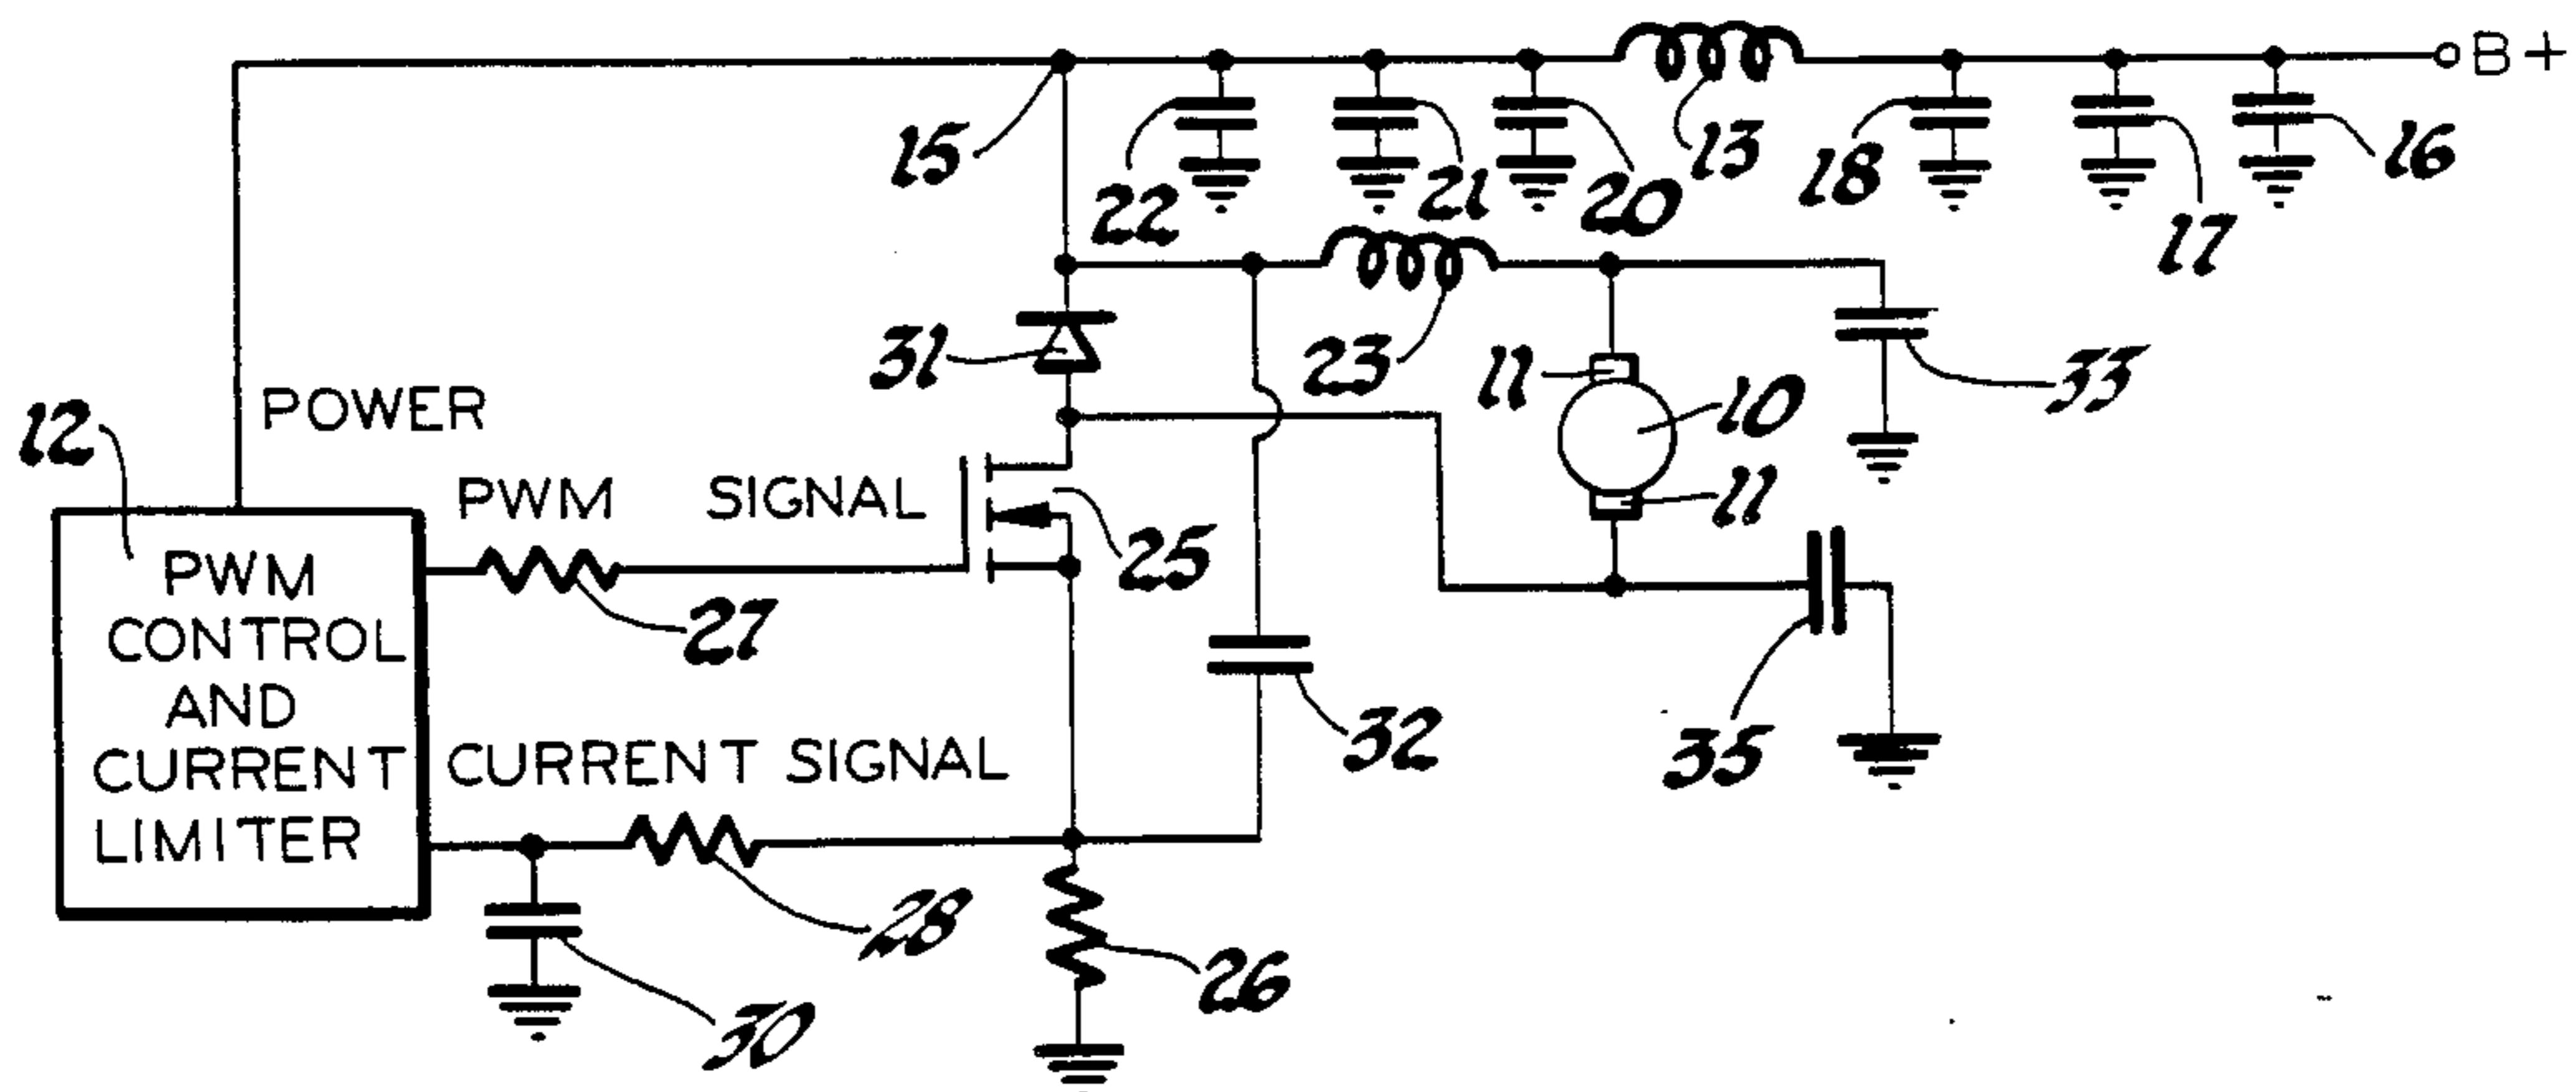 B+
15
22
21
20
13
18
17
16
31
23
11
10
33
12
POWER
PWM SIGNAL
25
11
27
PWM
CONTROL
AND
CURRENT
LIMITER
CURRENT SIGNAL
32
35
28
26
30